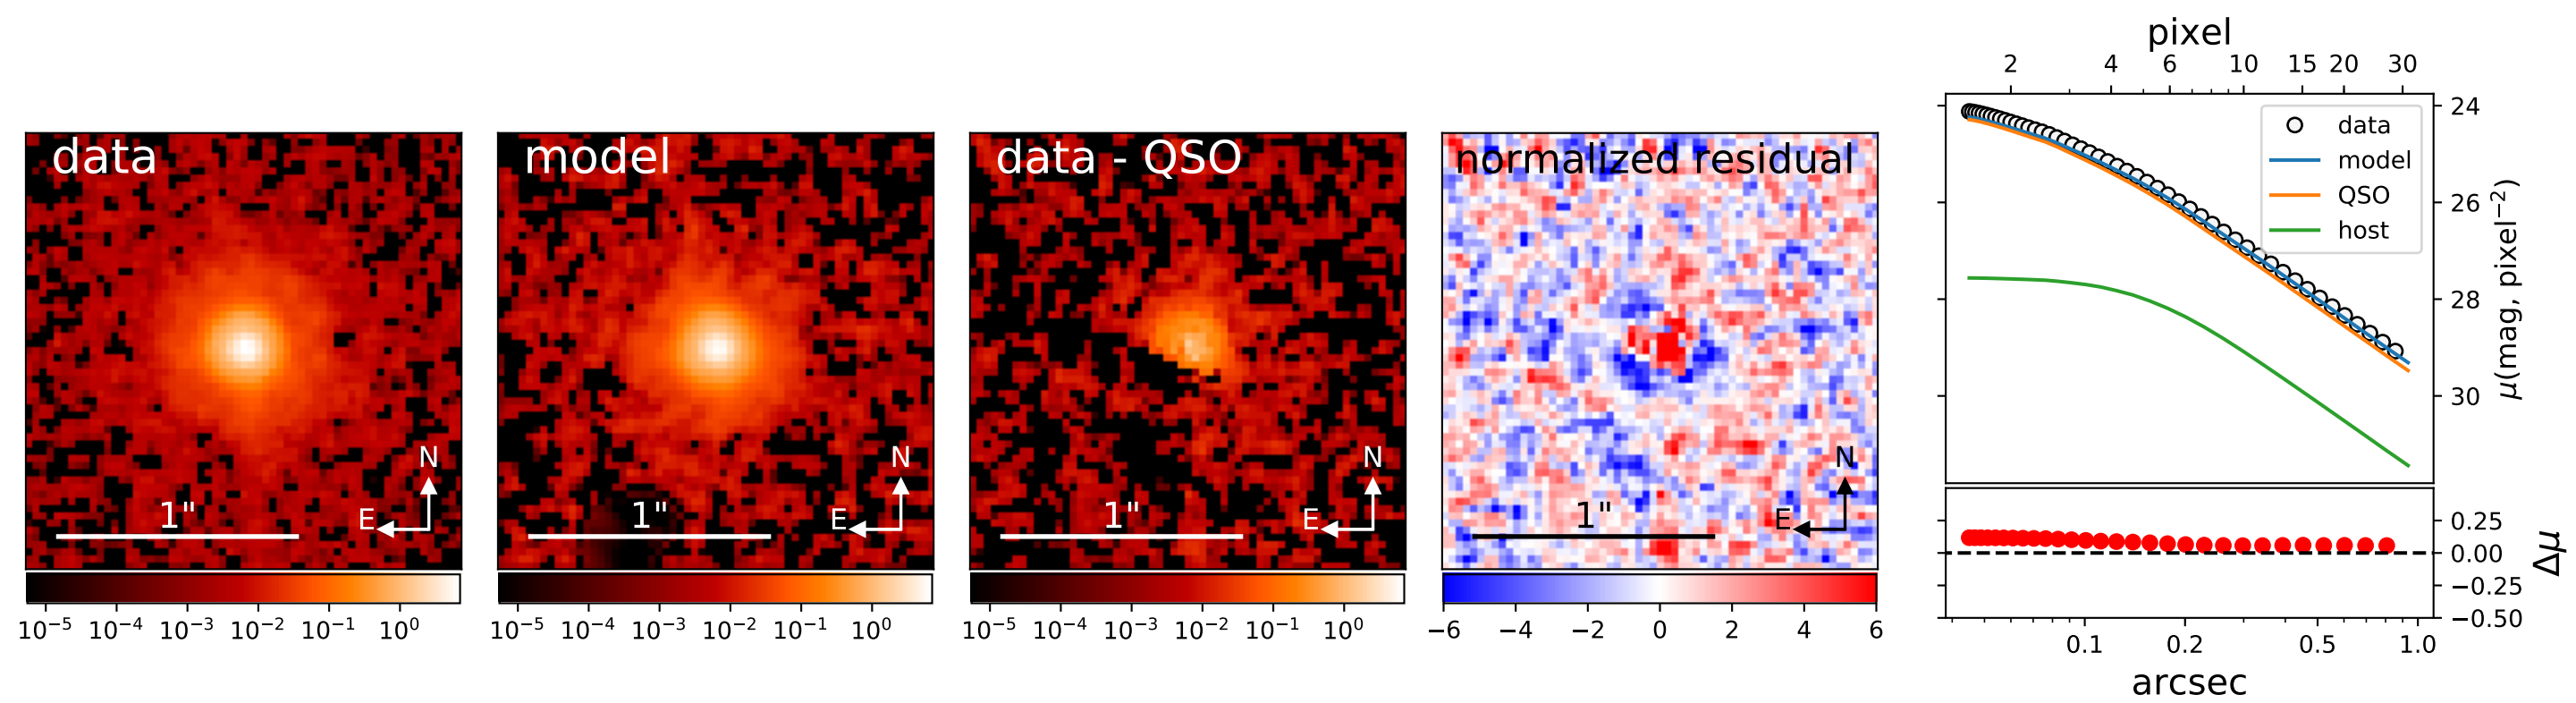 data
1"
N
E
10⁻⁵ 10⁻⁴ 10⁻³ 10⁻² 10⁻¹ 10⁰
model
1"
N
E
10⁻⁵ 10⁻⁴ 10⁻³ 10⁻² 10⁻¹ 10⁰
data - QSO
1"
N
E
10⁻⁵ 10⁻⁴ 10⁻³ 10⁻² 10⁻¹ 10⁰
normalized residual
1"
N
E
−6 −4 −2 0 2 4 6
pixel
2 4 6 10 15 20 30
data
model
QSO
host
24
26
28
30
μ(mag, pixel⁻²)
0.25
0.00
−0.25
−0.50
Δμ
0.1 0.2 0.5 1.0
arcsec